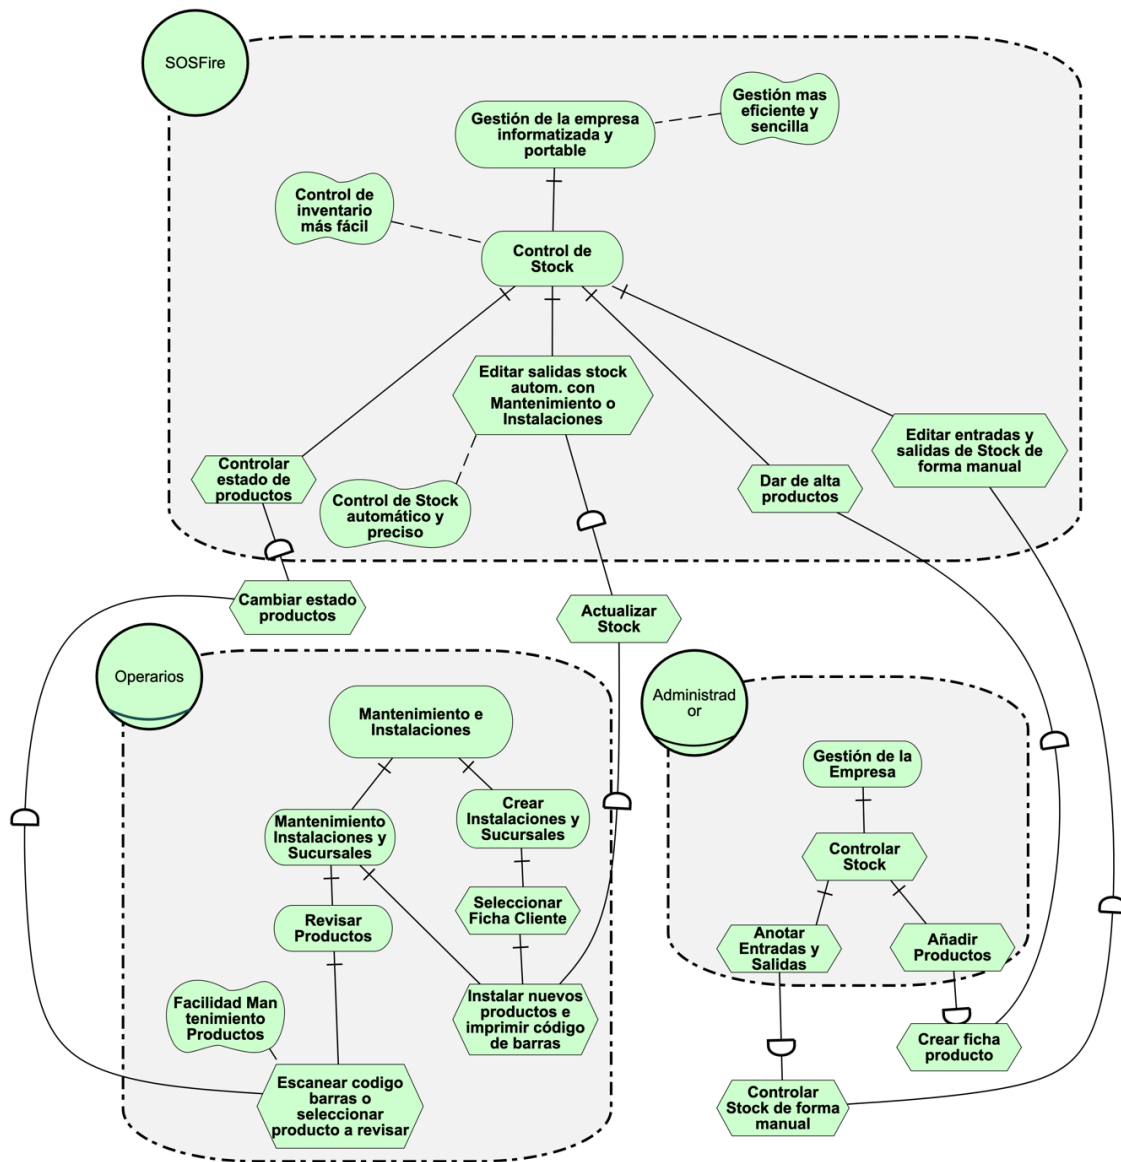 SOSFire
Gestión de la empresa
informatizada y
portable
Gestión mas
eficiente y
sencilla
Control de
inventario
más fácil
Control de
Stock
Editar salidas stock
autom. con
Mantenimiento o
Instalaciones
Editar entradas y
salidas de Stock de
forma manual
Controlar
estado de
productos
Control de Stock
automático y
preciso
Dar de alta
productos
Cambiar estado
productos
Actualizar
Stock
Operarios
Mantenimiento e
Instalaciones
Mantenimiento
Instalaciones y
Sucursales
Crear
Instalaciones y
Sucursales
Revisar
Productos
Seleccionar
Ficha Cliente
Facilidad Man
tenimiento
Productos
Instalar nuevos
productos e
imprimir código
de barras
Escanear codigo
barras o
seleccionar
producto a revisar
Administrad
or
Gestión de la
Empresa
Controlar
Stock
Anotar
Entradas y
Salidas
Añadir
Productos
Crear ficha
producto
Controlar
Stock de forma
manual